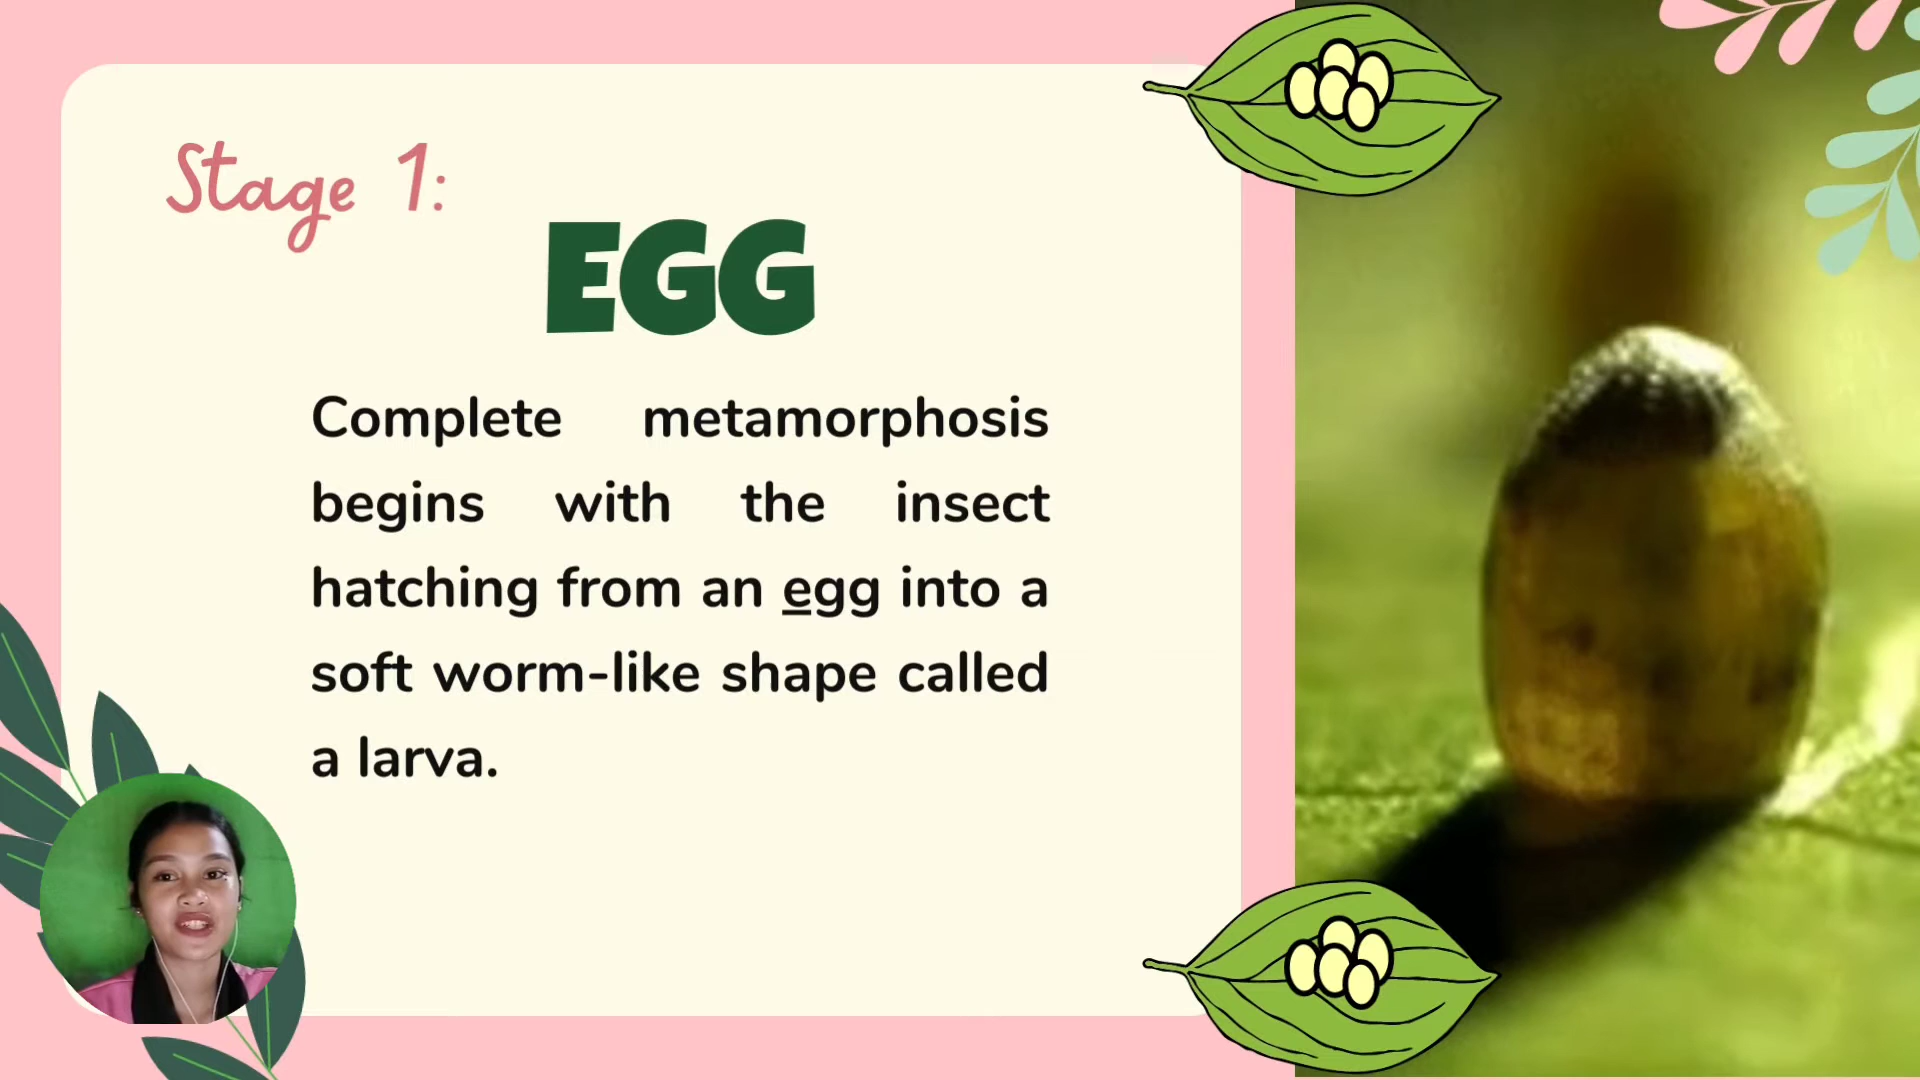 Stage 1:
EGG
Complete metamorphosis
begins with the insect
hatching from an egg into a
soft worm-like shape called
a larva.